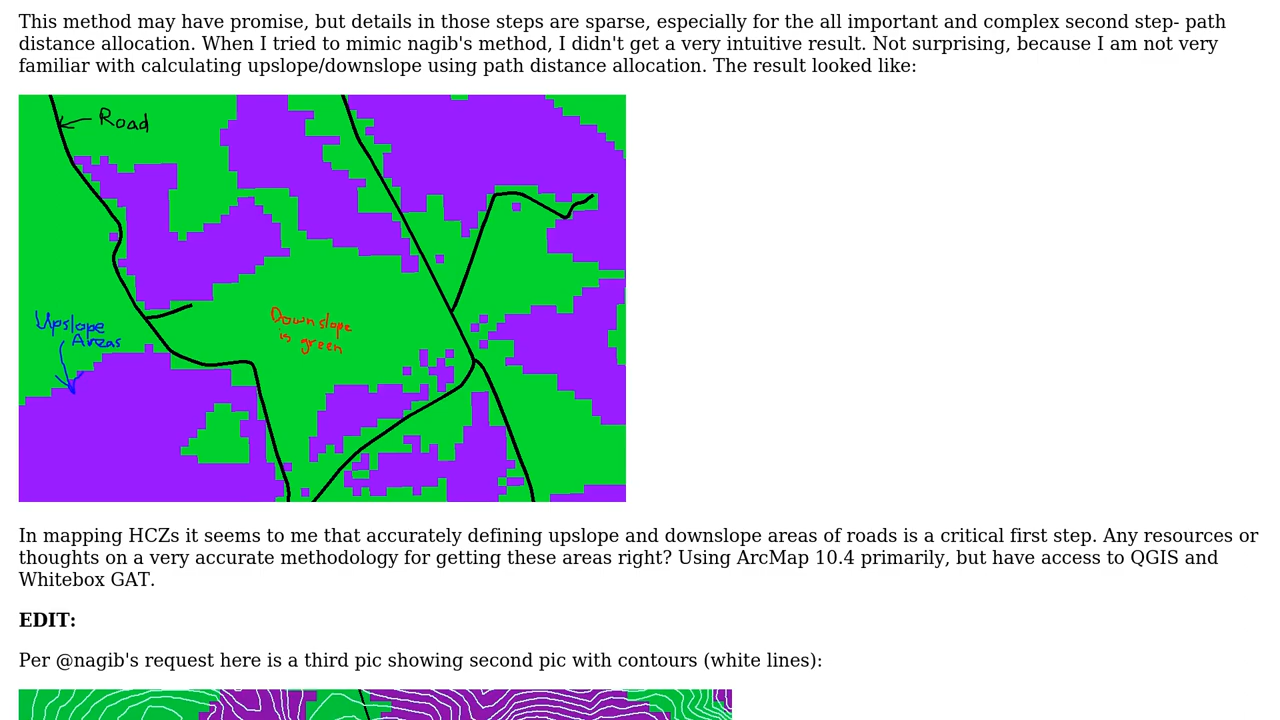 This method may have promise, but details in those steps are sparse, especially for the all important and complex second step- path
distance allocation. When I tried to mimic nagib's method, I didn't get a very intuitive result. Not surprising, because I am not very
familiar with calculating upslope/downslope using path distance allocation. The result looked like:
Road
Upslope
Areas
Downslope
is
green
In mapping HCZs it seems to me that accurately defining upslope and downslope areas of roads is a critical first step. Any resources or
thoughts on a very accurate methodology for getting these areas right? Using ArcMap 10.4 primarily, but have access to QGIS and
Whitebox GAT.
EDIT:
Per @nagib's request here is a third pic showing second pic with contours (white lines):